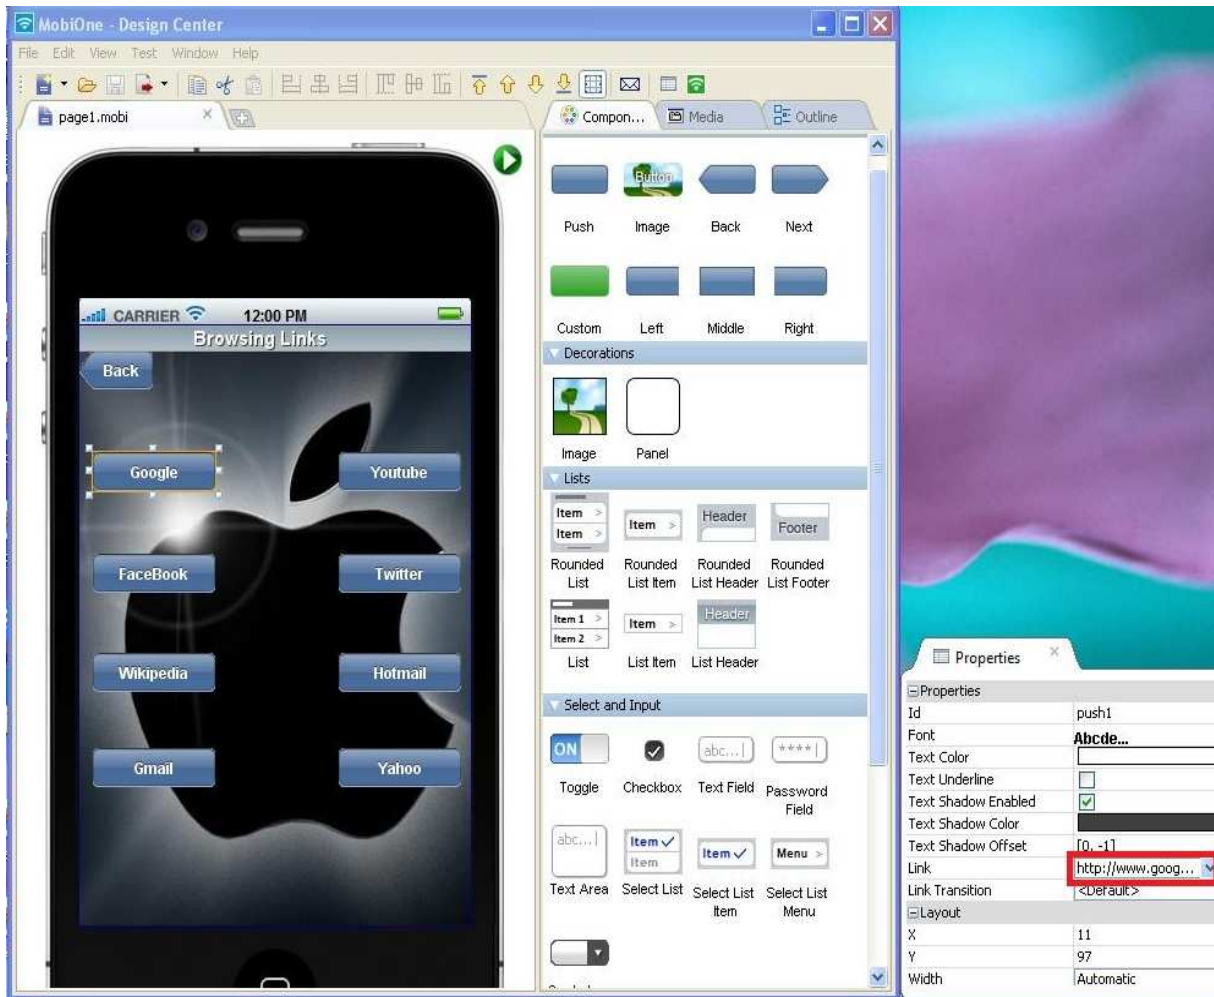 MobiOne - Design Center
File Edit View Test Window Help
page1.mobi
CARRIER 12:00 PM
Browsing Links
Back
Google Youtube
FaceBook Twitter
Wikipedia Hotmail
Gmail Yahoo
Compon... Media Outline
Button
Push Image Back Next
Custom Left Middle Right
Decorations
Image Panel
Lists
Item >
Item >
Item >
Header
Footer
Rounded List
Rounded List Item
Rounded List Header
Rounded List Footer
Item 1 >
Item 2 >
Item >
Header
List List Item List Header
Select and Input
ON
abc...|
****|
Toggle Checkbox Text Field Password Field
abc...|
Item ✓
Item
Item ✓
Menu >
Text Area Select List Select List Item Select List Menu
Properties
Properties
Id push1
Font Abcde...
Text Color
Text Underline
Text Shadow Enabled
Text Shadow Color
Text Shadow Offset [0, -1]
Link http://www.goog...
Link Transition <Default>
Layout
X 11
Y 97
Width Automatic